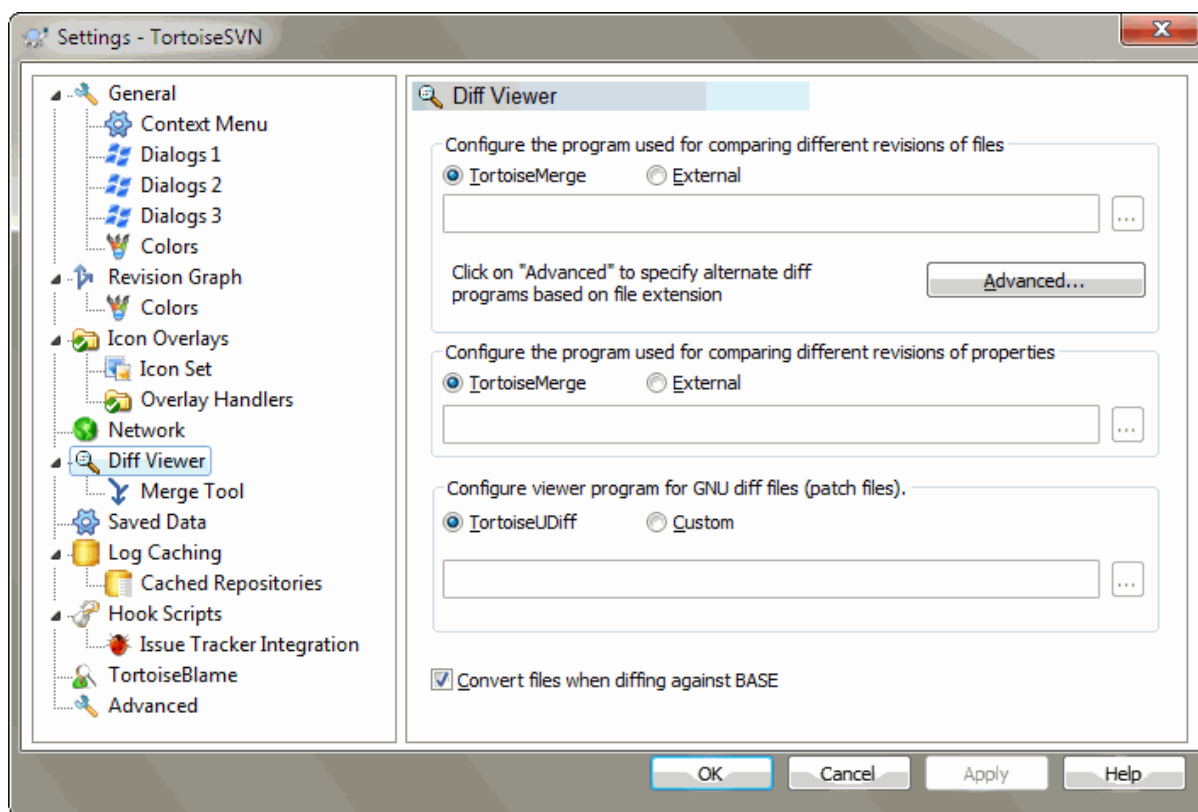 Settings - TortoiseSVN
General
Context Menu
Dialogs 1
Dialogs 2
Dialogs 3
Colors
Revision Graph
Colors
Icon Overlays
Icon Set
Overlay Handlers
Network
Diff Viewer
Merge Tool
Saved Data
Log Caching
Cached Repositories
Hook Scripts
Issue Tracker Integration
TortoiseBlame
Advanced
Diff Viewer
Configure the program used for comparing different revisions of files
TortoiseMerge External
...
Click on "Advanced" to specify alternate diff
programs based on file extension
Advanced...
Configure the program used for comparing different revisions of properties
TortoiseMerge External
...
Configure viewer program for GNU diff files (patch files).
TortoiseUDiff Custom
...
Convert files when diffing against BASE
OK Cancel Apply Help